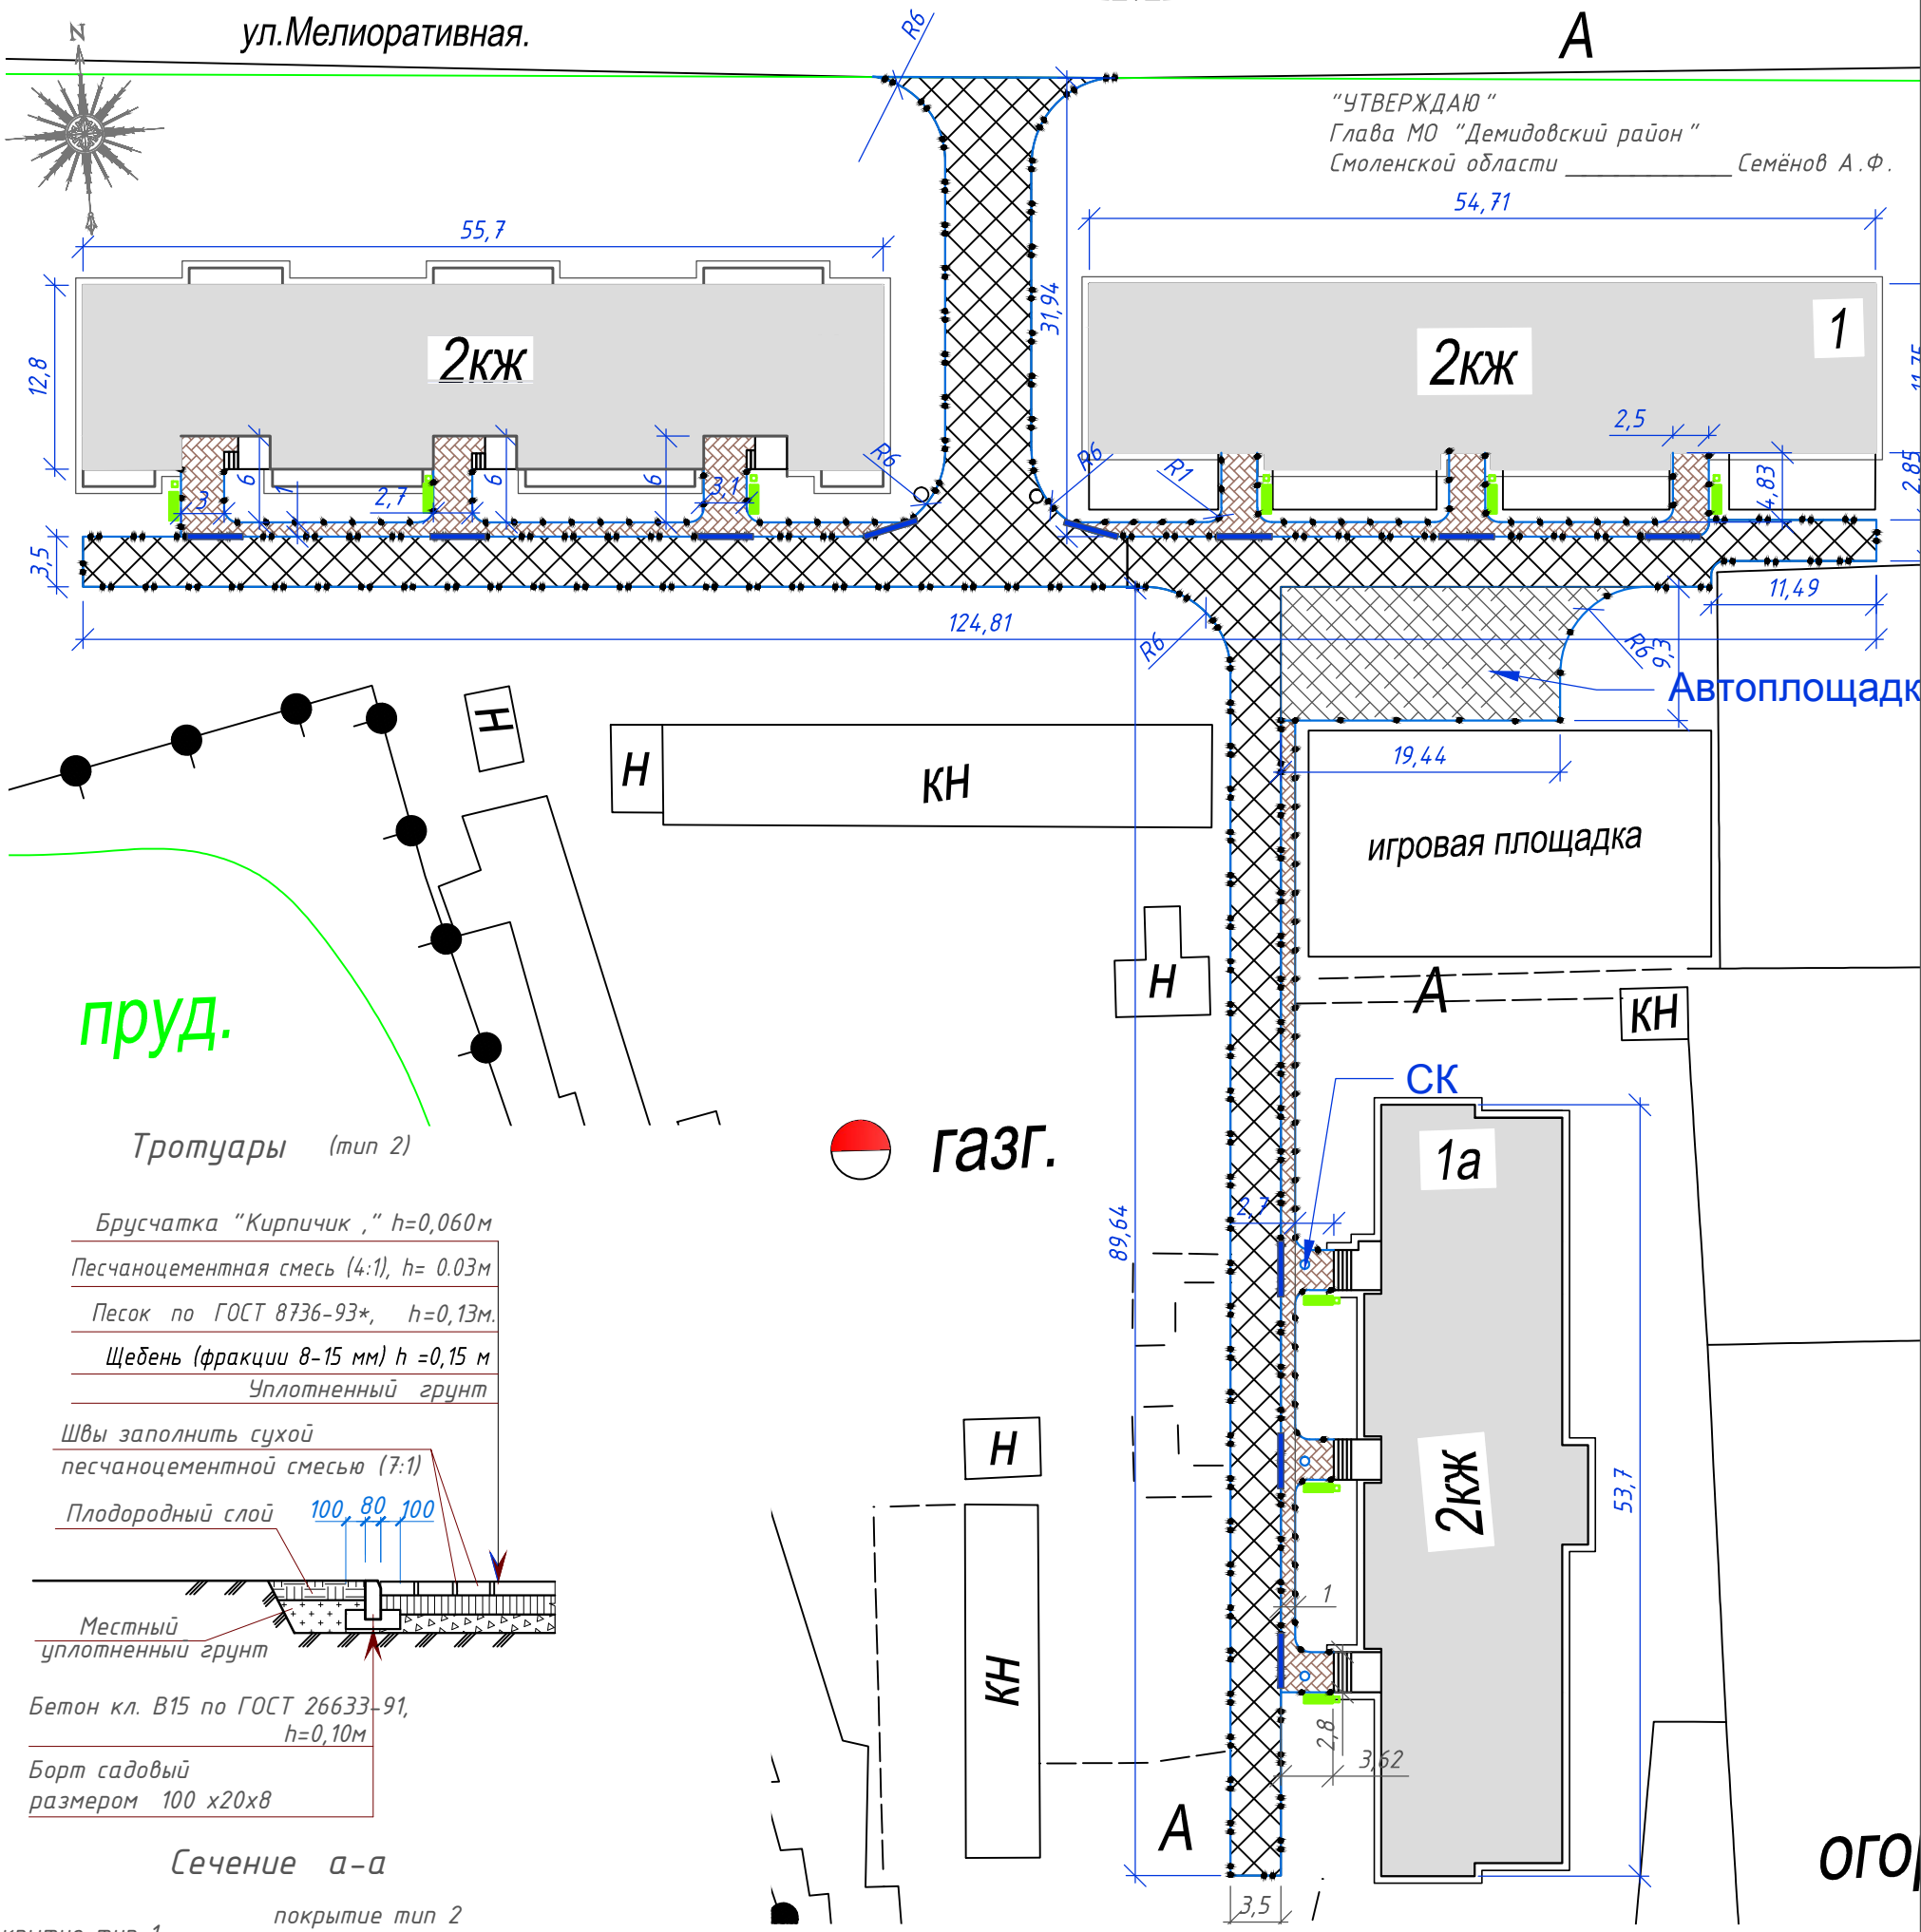 N
ул.Мелиоративная.
R6
А
"УТВЕРЖДАЮ"
Глава МО "Демидовский район"
Смоленской области ____________ Семёнов А.Ф.
55,7
54,71
31,94
12,8
2кж
2кж
1
2,5
R6
R6
R1
4,83
2,85
6
6
6
3
1
2,7
3,1
3,5
11,49
124,81
R6
R6
9,3
Автоплощадк
19,44
Н
Н
КН
игровая площадка
Н
А
КН
пруд.
СК
1а
газг.
Тротуары (тип 2)
Брусчатка "Кирпичик ," h=0,060м
Песчаноцементная смесь (4:1), h= 0.03м
Песок по ГОСТ 8736-93*, h=0,13м.
Щебень (фракции 8-15 мм) h =0,15 м
Уплотненный грунт
Швы заполнить сухой
песчаноцементной смесью (7:1)
Плодородный слой
100 80 100
Местный
уплотненный грунт
Бетон кл. В15 по ГОСТ 26633-91,
h=0,10м
Борт садовый
размером 100 х20х8
Сечение а-а
покрытие тип 2
2,7
89,64
Н
2кж
53,7
КН
1
2,8
3,62
А
3,5